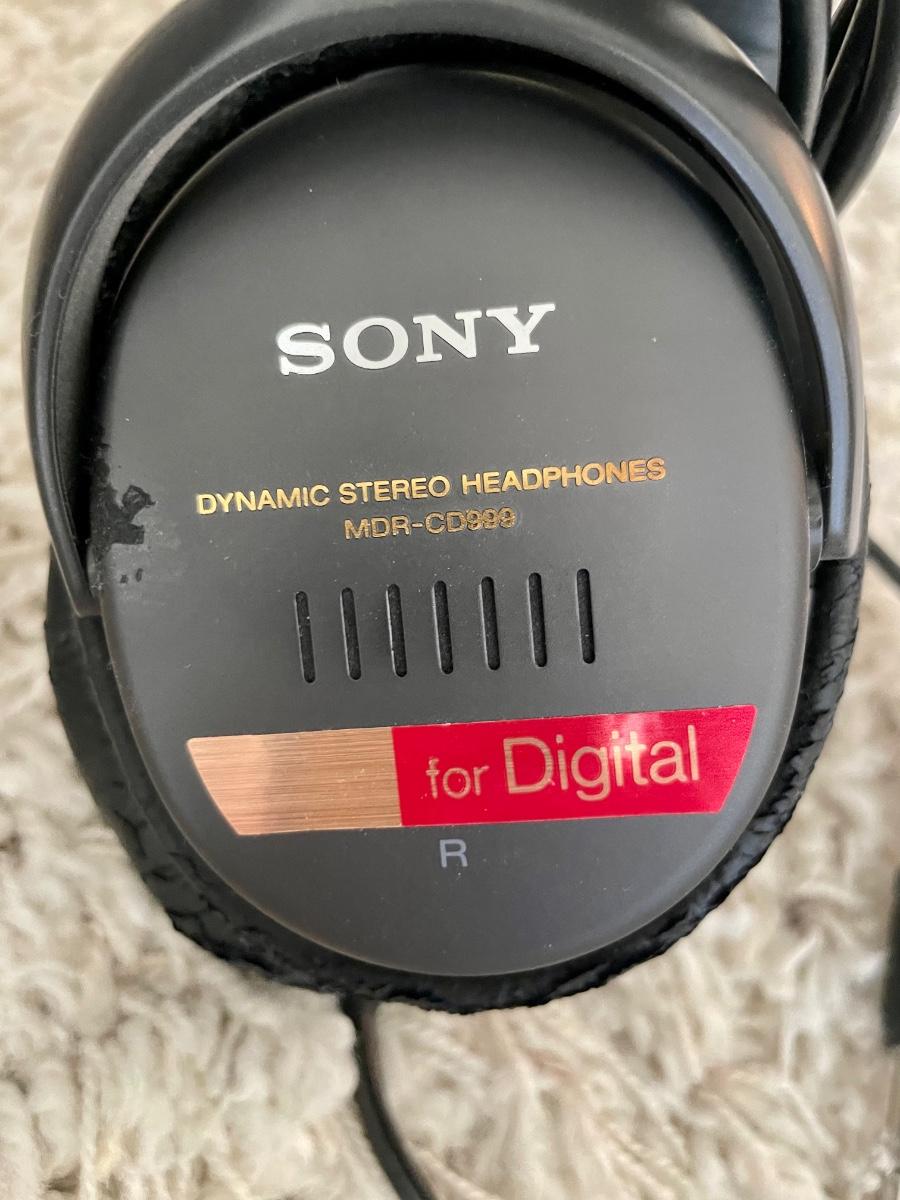 SONY
DYNAMIC STEREO HEADPHONES
MDR-CD999
for Digital
R